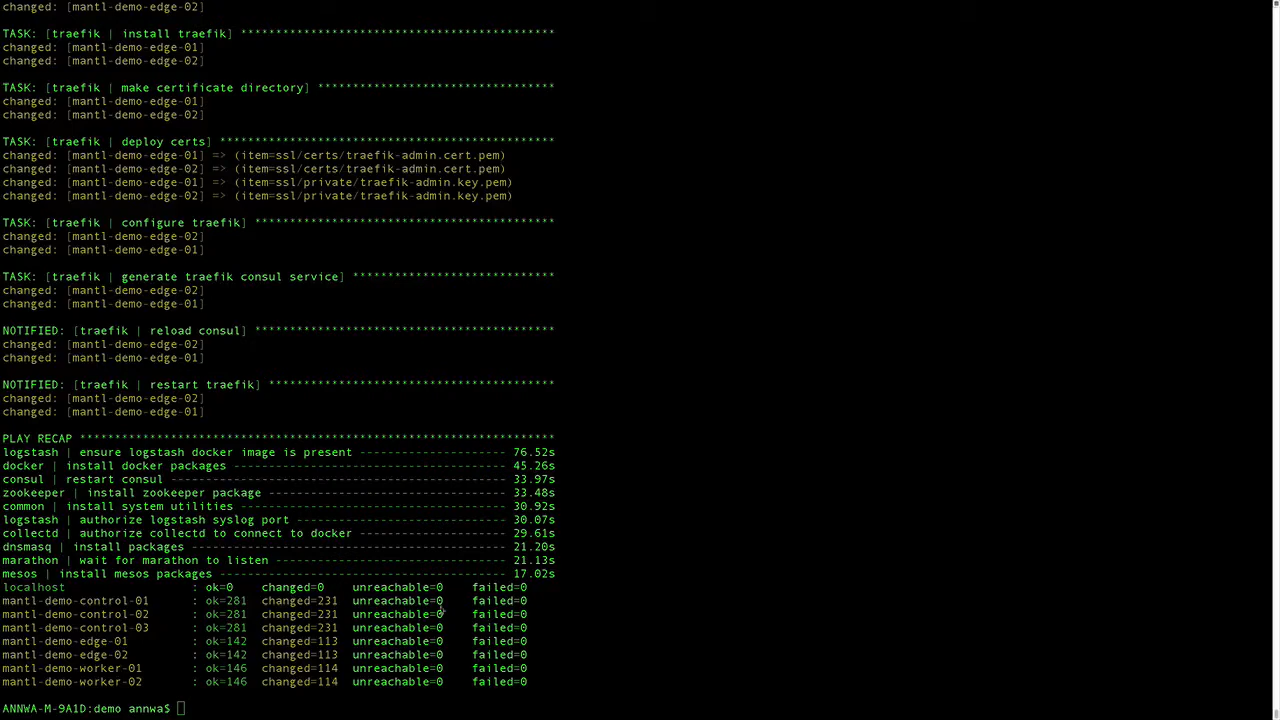 changed: [mantl-demo-edge-02]
TASK: [traefik | install traefik] *********************************************
changed: [mantl-demo-edge-01]
changed: [mantl-demo-edge-02]
TASK: [traefik | make certificate directory] **********************************
changed: [mantl-demo-edge-01]
changed: [mantl-demo-edge-02]
TASK: [traefik | deploy certs] ************************************************
changed: [mantl-demo-edge-01] => (item=ssl/certs/traefik-admin.cert.pem)
changed: [mantl-demo-edge-02] => (item=ssl/certs/traefik-admin.cert.pem)
changed: [mantl-demo-edge-01] => (item=ssl/private/traefik-admin.key.pem)
changed: [mantl-demo-edge-02] => (item=ssl/private/traefik-admin.key.pem)
TASK: [traefik | configure traefik] *******************************************
changed: [mantl-demo-edge-02]
changed: [mantl-demo-edge-01]
TASK: [traefik | generate traefik consul service] *****************************
changed: [mantl-demo-edge-02]
changed: [mantl-demo-edge-01]
NOTIFIED: [traefik | reload consul] *******************************************
changed: [mantl-demo-edge-02]
changed: [mantl-demo-edge-01]
NOTIFIED: [traefik | restart traefik] *****************************************
changed: [mantl-demo-edge-02]
changed: [mantl-demo-edge-01]
PLAY RECAP ********************************************************************
logstash | ensure logstash docker image is present --------------------- 76.52s
docker | install docker packages --------------------------------------- 45.26s
consul | restart consul ------------------------------------------------ 33.97s
zookeeper | install zookeeper package ---------------------------------- 33.48s
common | install system utilities -------------------------------------- 30.92s
logstash | authorize logstash syslog port ------------------------------ 30.07s
collectd | authorize collectd to connect to docker --------------------- 29.61s
dnsmasq | install packages --------------------------------------------- 21.20s
marathon | wait for marathon to listen --------------------------------- 21.13s
mesos | install mesos packages ----------------------------------------- 17.02s
localhost                  : ok=0    changed=0    unreachable=0    failed=0
mantl-demo-control-01      : ok=281  changed=231  unreachable=0    failed=0
mantl-demo-control-02      : ok=281  changed=231  unreachable=0    failed=0
mantl-demo-control-03      : ok=281  changed=231  unreachable=0    failed=0
mantl-demo-edge-01         : ok=142  changed=113  unreachable=0    failed=0
mantl-demo-edge-02         : ok=142  changed=113  unreachable=0    failed=0
mantl-demo-worker-01       : ok=146  changed=114  unreachable=0    failed=0
mantl-demo-worker-02       : ok=146  changed=114  unreachable=0    failed=0
ANNWA-M-9A1D:demo annwa$